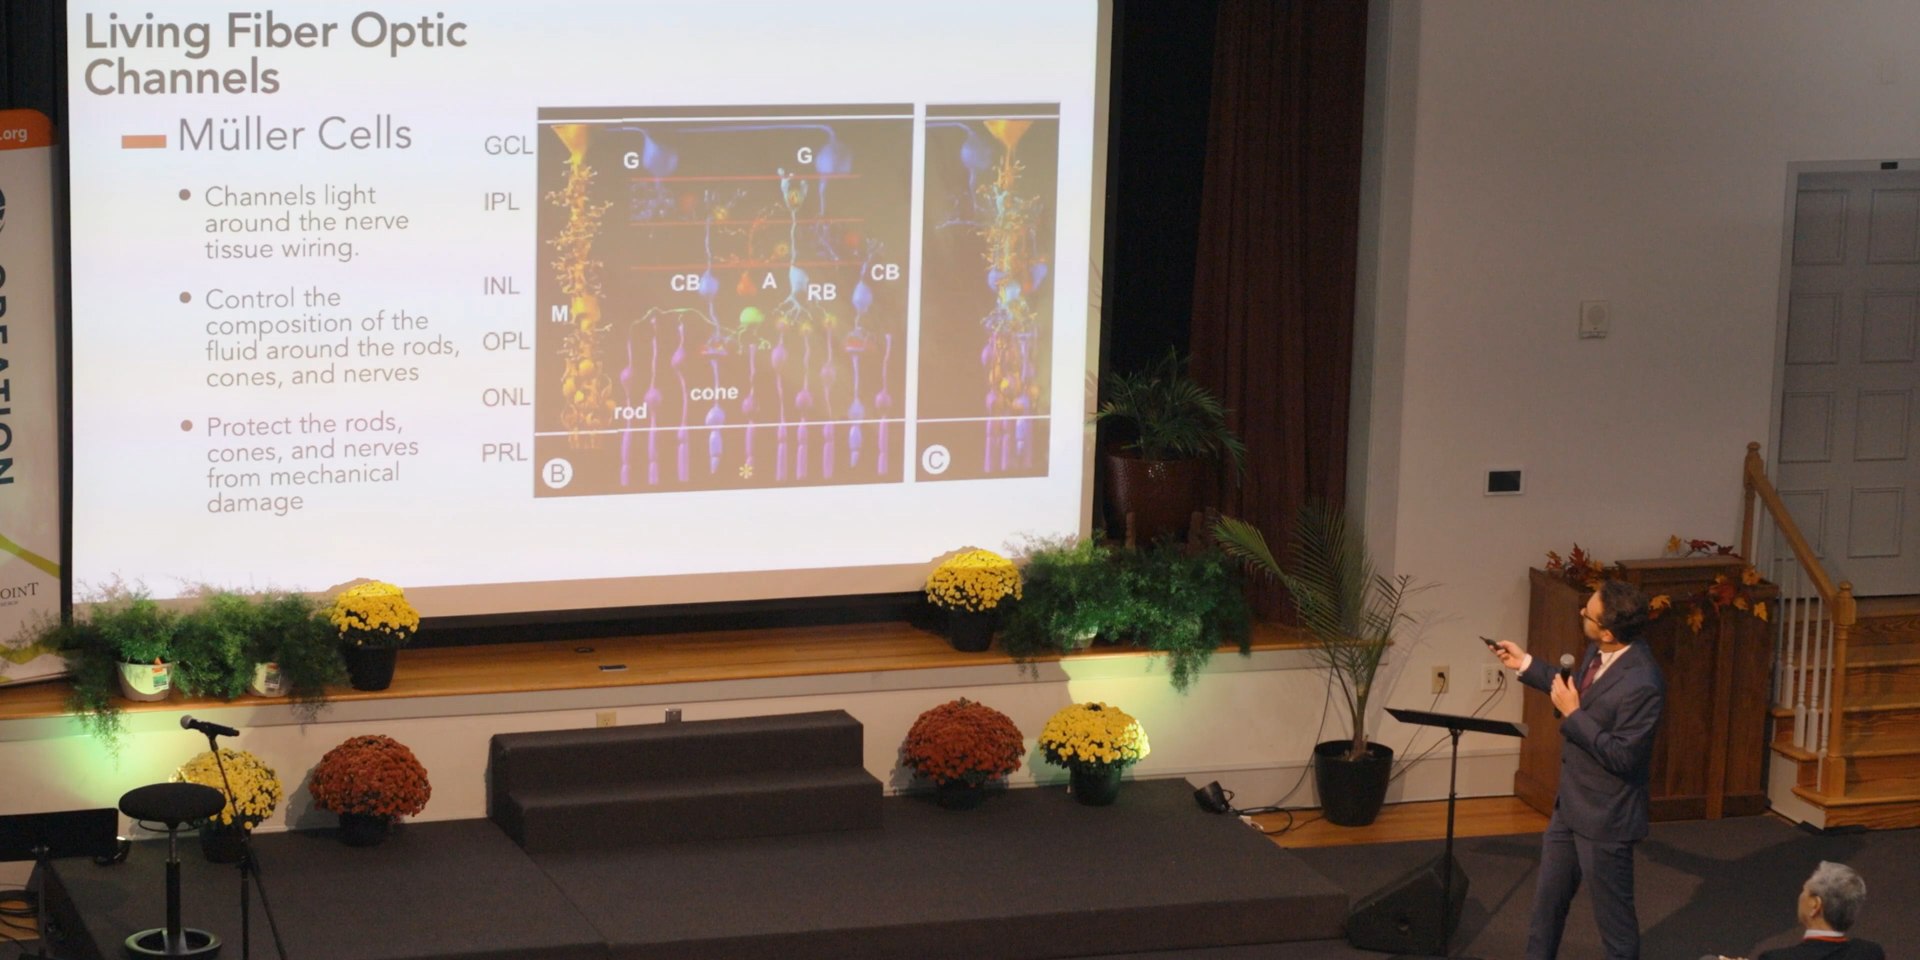 Living Fiber Optic
Channels
Müller Cells
Channels light
around the nerve
tissue wiring.
Control the
composition of the
fluid around the rods,
cones, and nerves
Protect the rods,
cones, and nerves
from mechanical
damage
GCL
IPL
INL
OPL
ONL
PRL
G
G
CB
A
RB
CB
M
cone
rod
*
B
C
.org